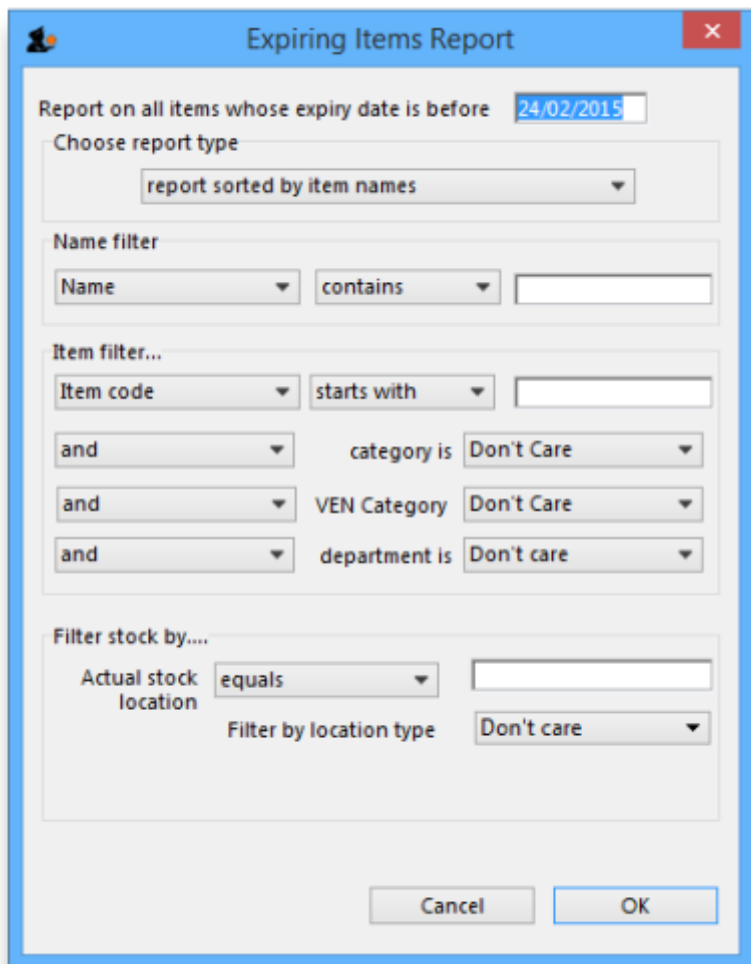 Expiring Items Report
Report on all items whose expiry date is before 24/02/2015
Choose report type
report sorted by item names
Name filter
Name contains
Item filter...
Item code starts with
and category is Don't Care
and VEN Category Don't Care
and department is Don't care
Filter stock by....
Actual stock equals
location
Filter by location type Don't care
Cancel OK